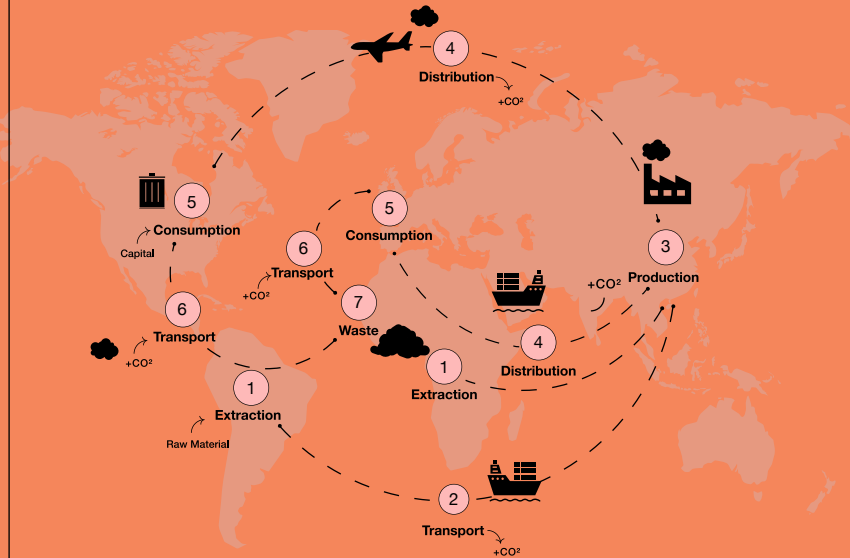 4
Distribution
+CO²
5
Consumption
Capital
5
Consumption
3
Production
6
Transport
+CO²
+CO²
7
Waste
6
Transport
+CO²
4
Distribution
1
Extraction
1
Extraction
Raw Material
2
Transport
+CO²